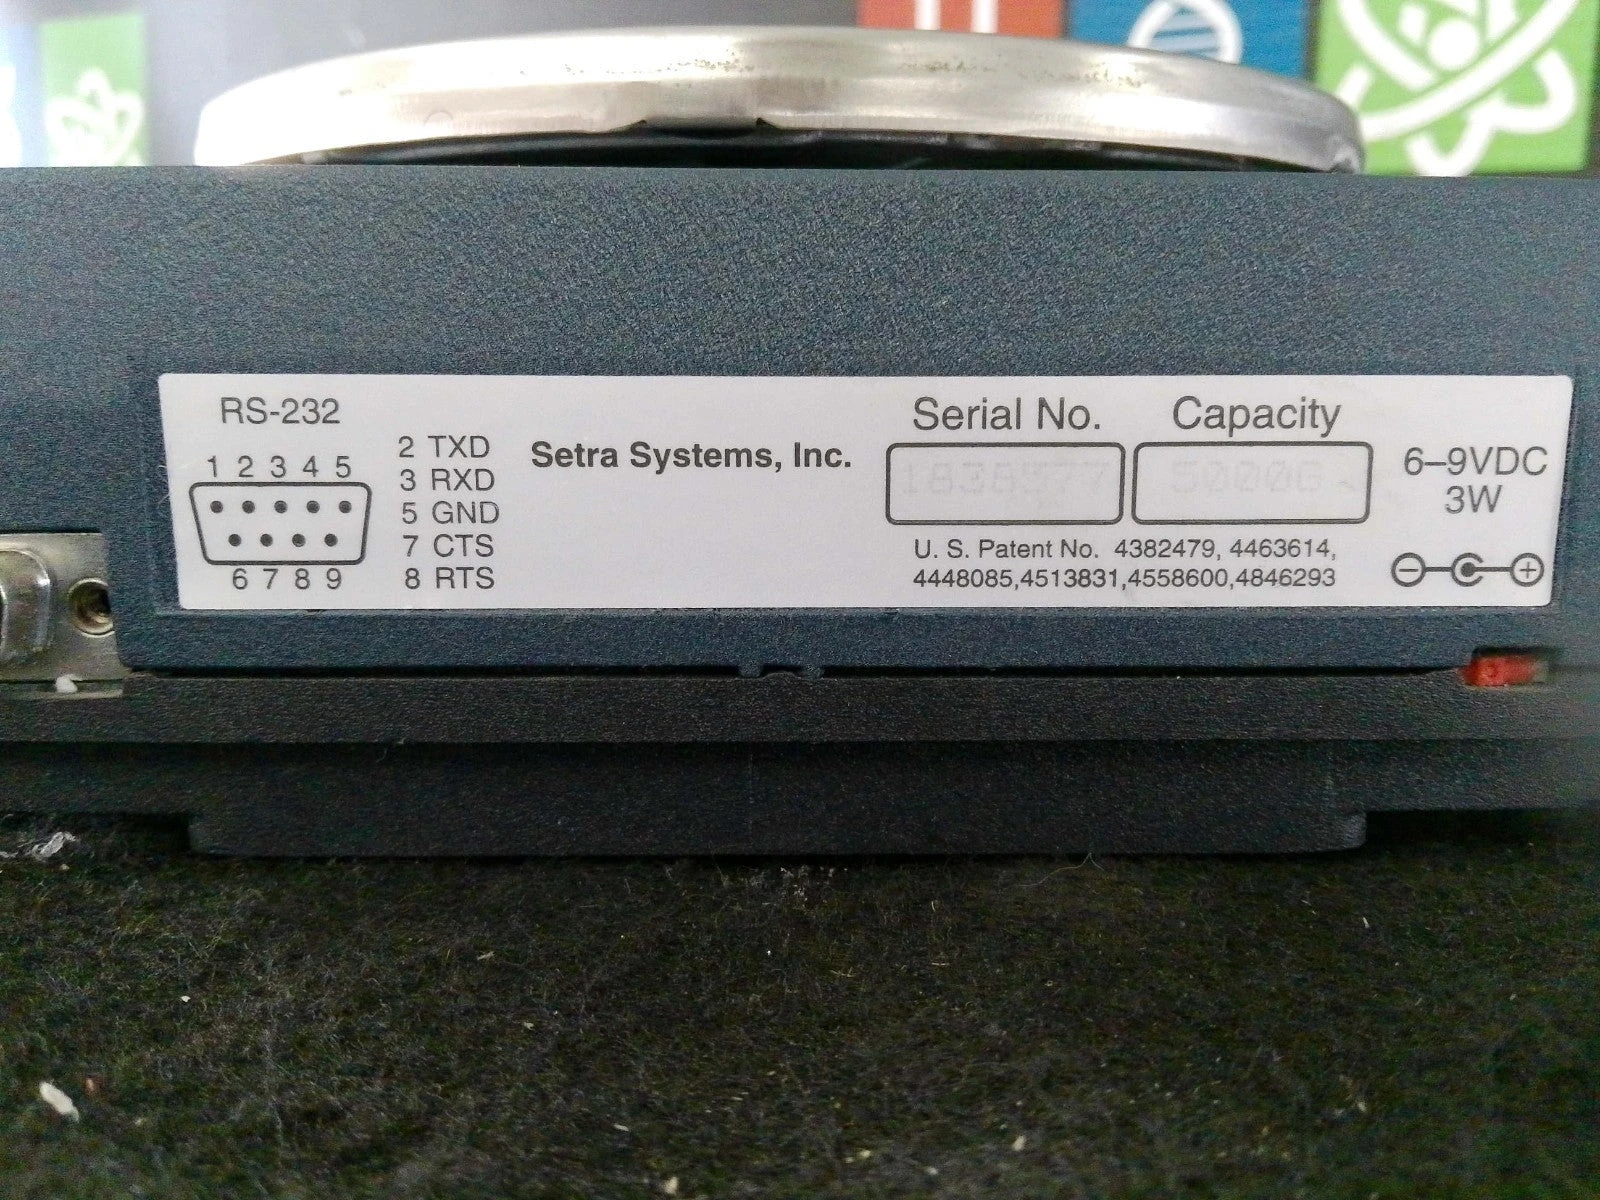 RS-232
1 2 3 4 5
6 7 8 9
2 TXD
3 RXD
5 GND
7 CTS
8 RTS
Setra Systems, Inc.
Serial No.
1838577
Capacity
5000G
U. S. Patent No. 4382479, 4463614,
4448085,4513831,4558600,4846293
6–9VDC
3W